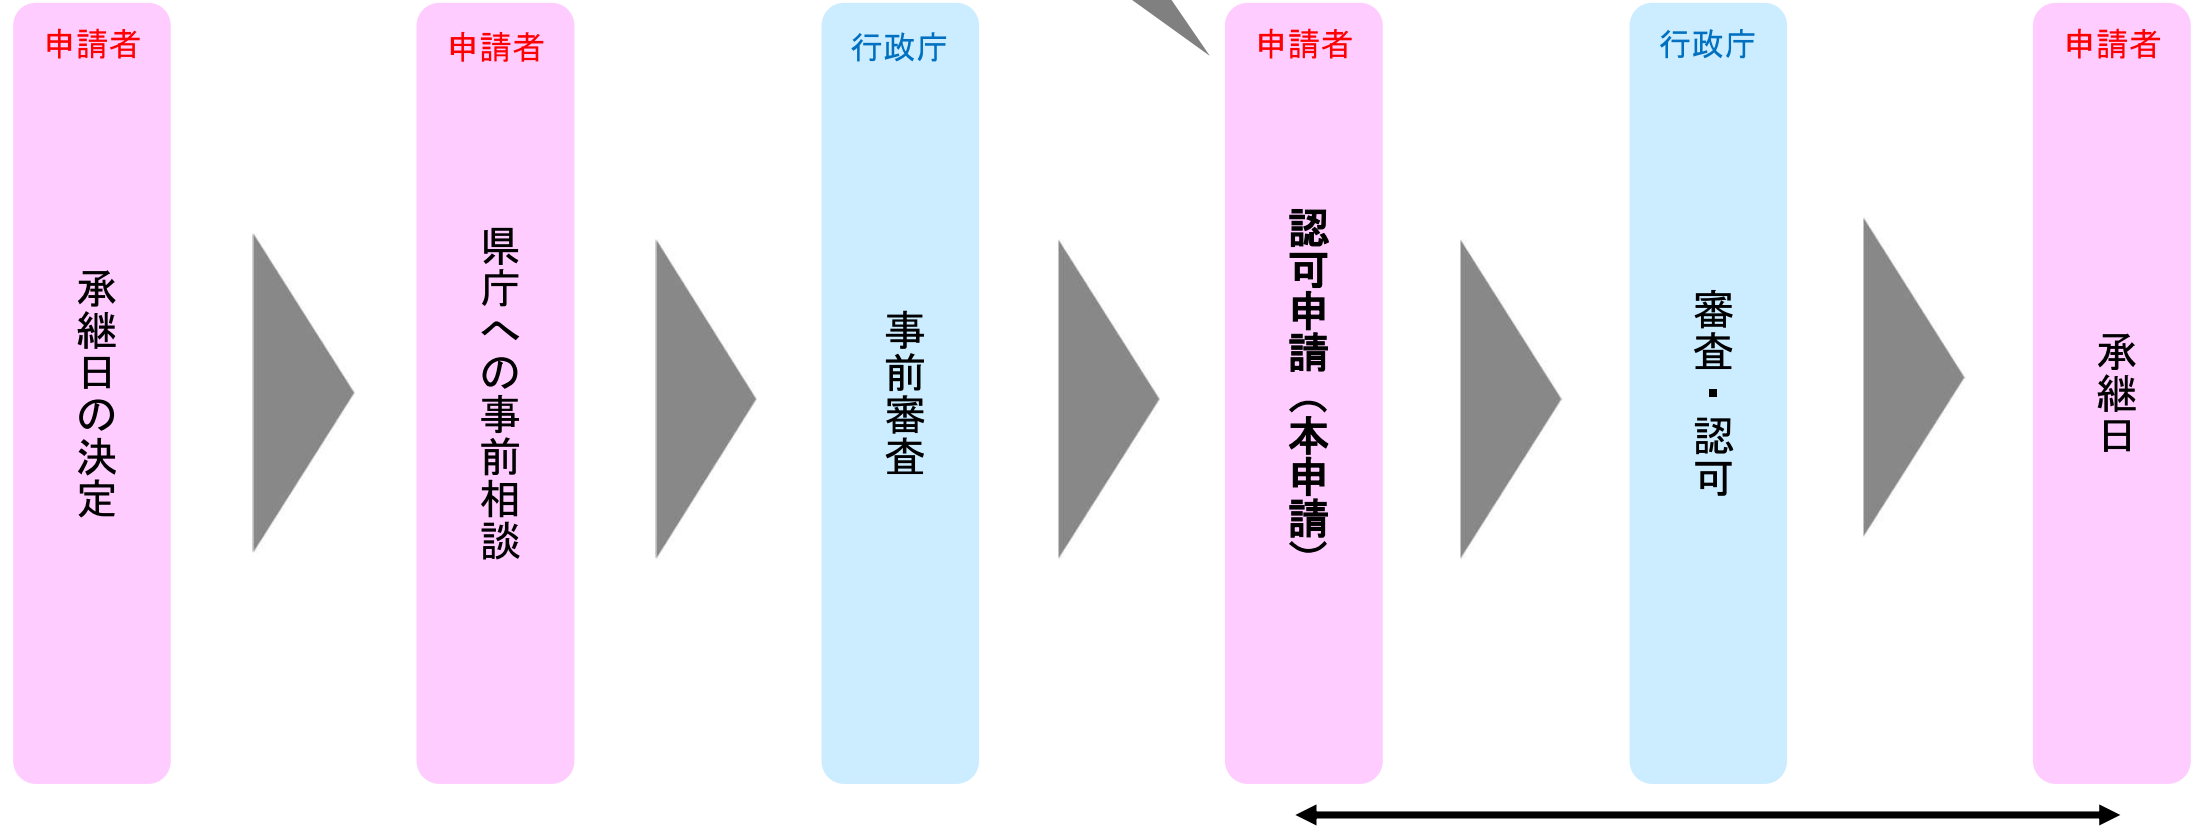 申請者
承継日の決定
申請者
県庁への事前相談
行政庁
事前審査
申請者
認可申請（本申請）
行政庁
審査・認可
申請者
承継日